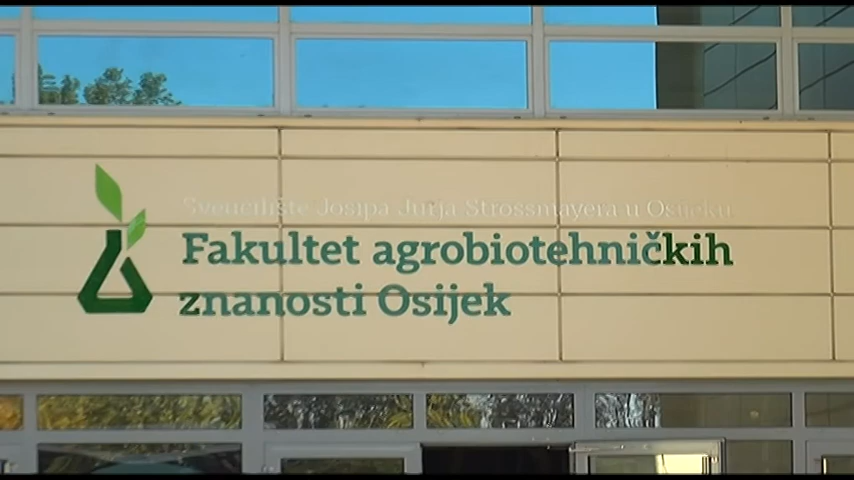 Sveučilište Josipa Jurja Strossmayera u Osijeku
Fakultet agrobiotehničkih
znanosti Osijek